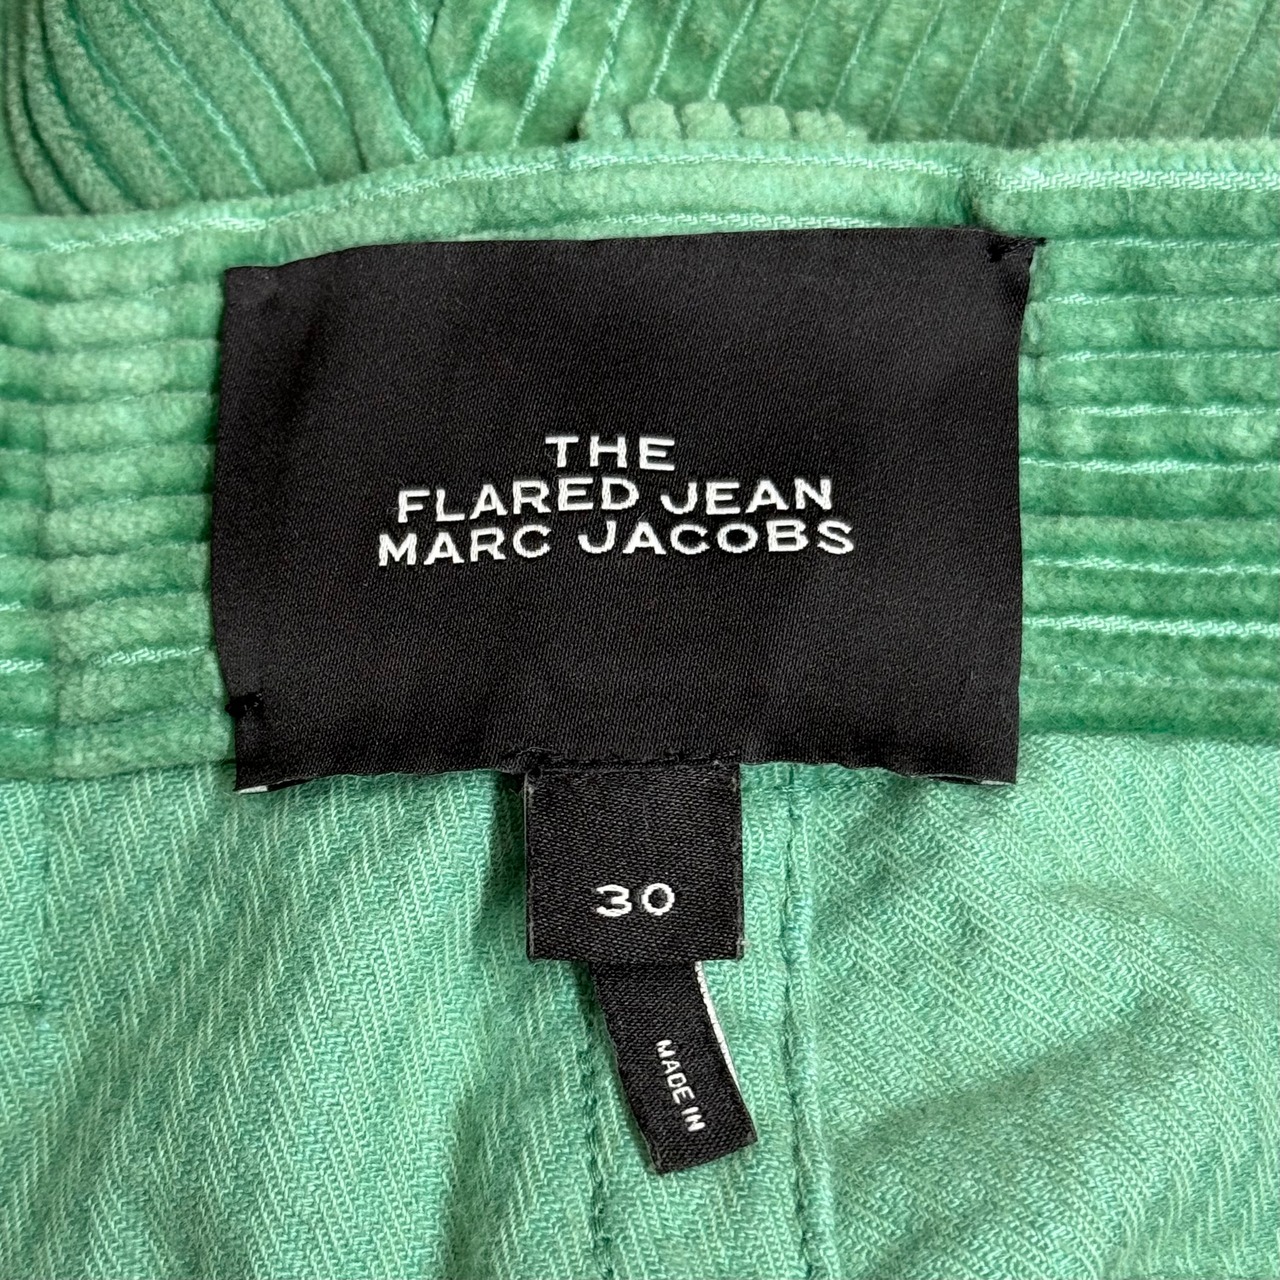 THE
FLARED JEAN
MARC JACOBS
30
MADE IN